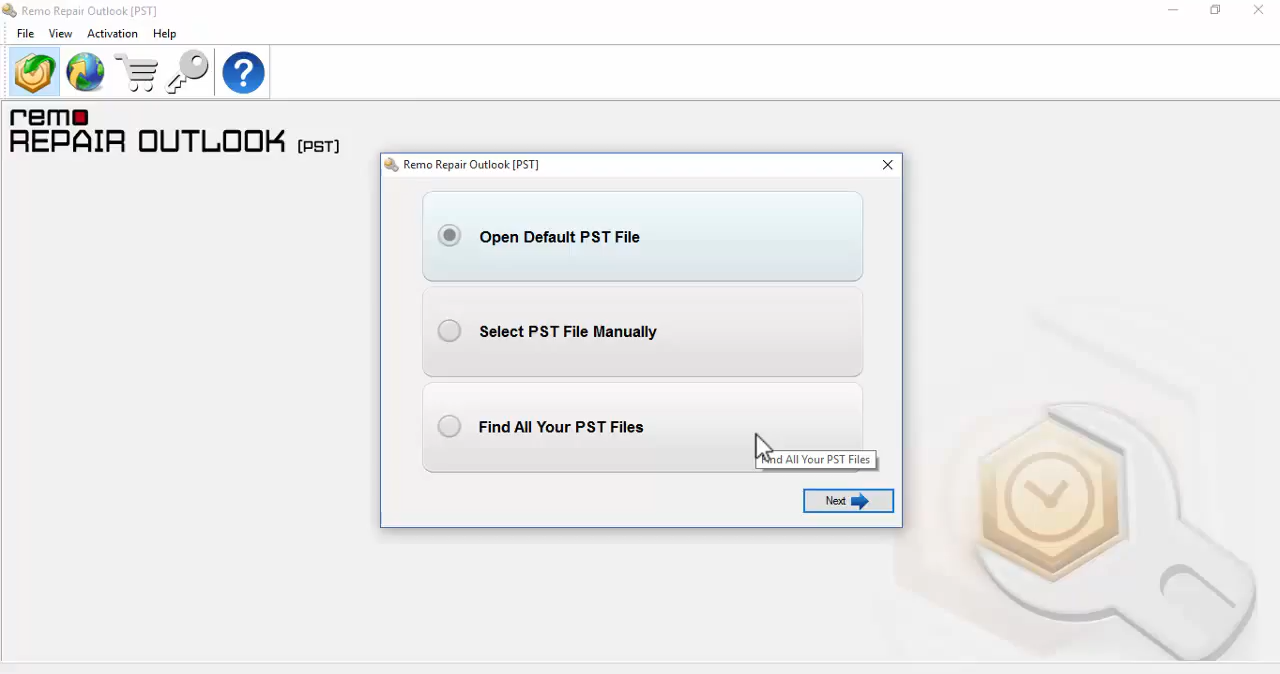 Remo Repair Outlook [PST]
File View Activation Help
?
remo
REPAIR OUTLOOK [PST]
Remo Repair Outlook [PST]
Open Default PST File
Select PST File Manually
Find All Your PST Files
Find All Your PST Files
Next